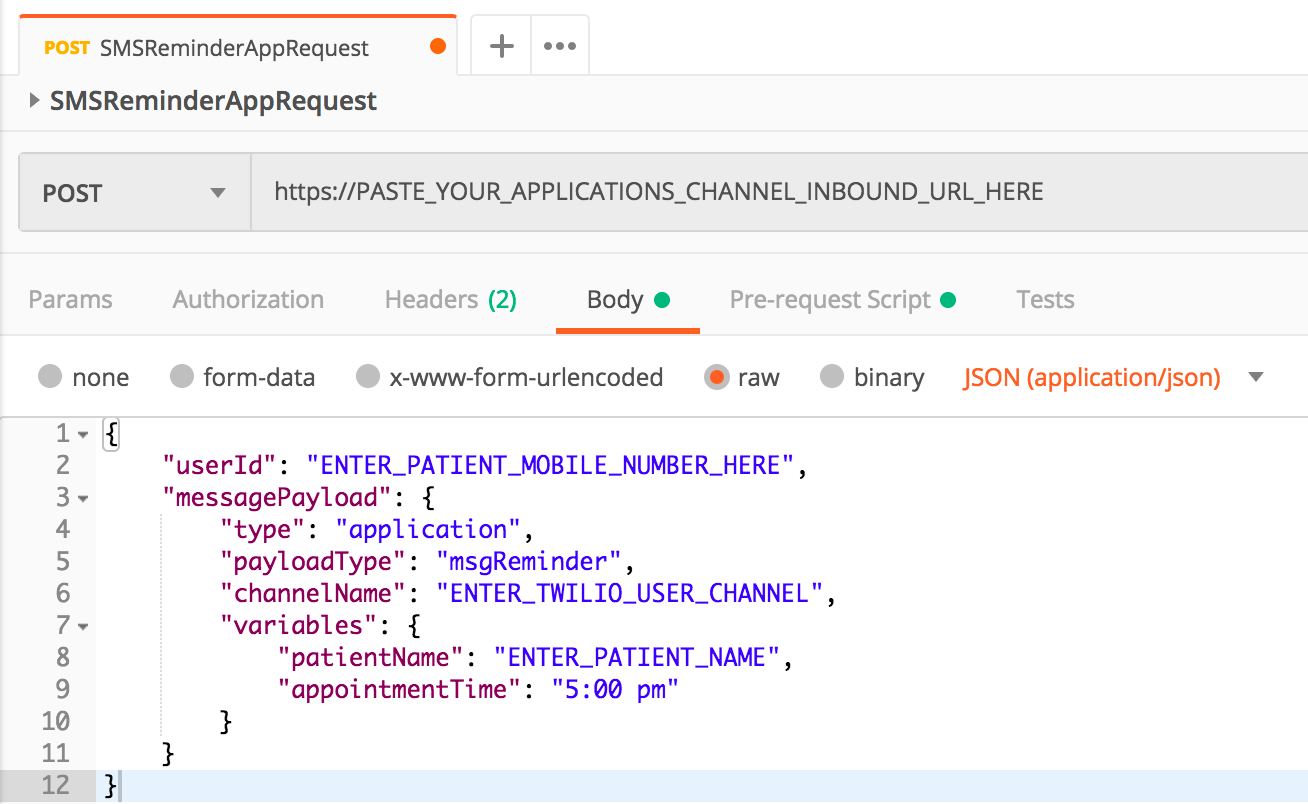 POST SMSReminderAppRequest
SMSReminderAppRequest
POST https://PASTE_YOUR_APPLICATIONS_CHANNEL_INBOUND_URL_HERE
Params Authorization Headers (2) Body Pre-request Script Tests
none form-data x-www-form-urlencoded raw binary JSON (application/json)
1 {
2 "userId": "ENTER_PATIENT_MOBILE_NUMBER_HERE",
3 "messagePayload": {
4 "type": "application",
5 "payloadType": "msgReminder",
6 "channelName": "ENTER_TWILIO_USER_CHANNEL",
7 "variables": {
8 "patientName": "ENTER_PATIENT_NAME",
9 "appointmentTime": "5:00 pm"
10 }
11 }
12 }